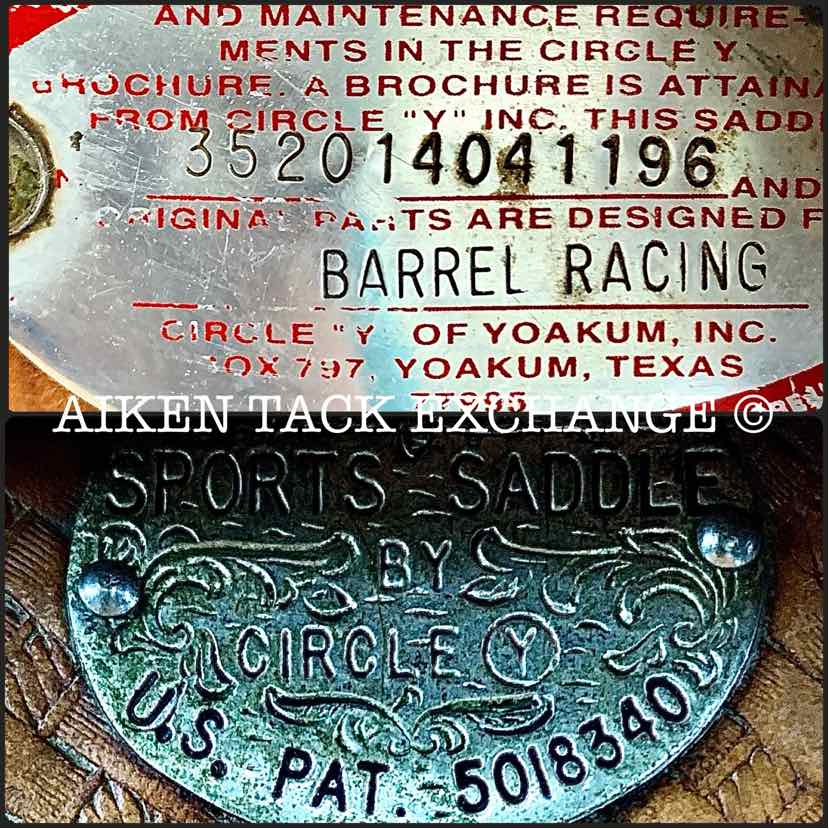 AND MAINTENANCE REQUIRE-
MENTS IN THE CIRCLE Y
BROCHURE. A BROCHURE IS ATTAINA
FROM CIRCLE "Y" INC. THIS SADD
352014041196 AND
ORIGINAL PARTS ARE DESIGNED F
BARREL RACING
CIRCLE "Y" OF YOAKUM, INC.
BOX 797, YOAKUM, TEXAS
77995
AIKEN TACK EXCHANGE ©
SPORTS SADDLE
BY
CIRCLE Y
U.S. PAT. 5018340